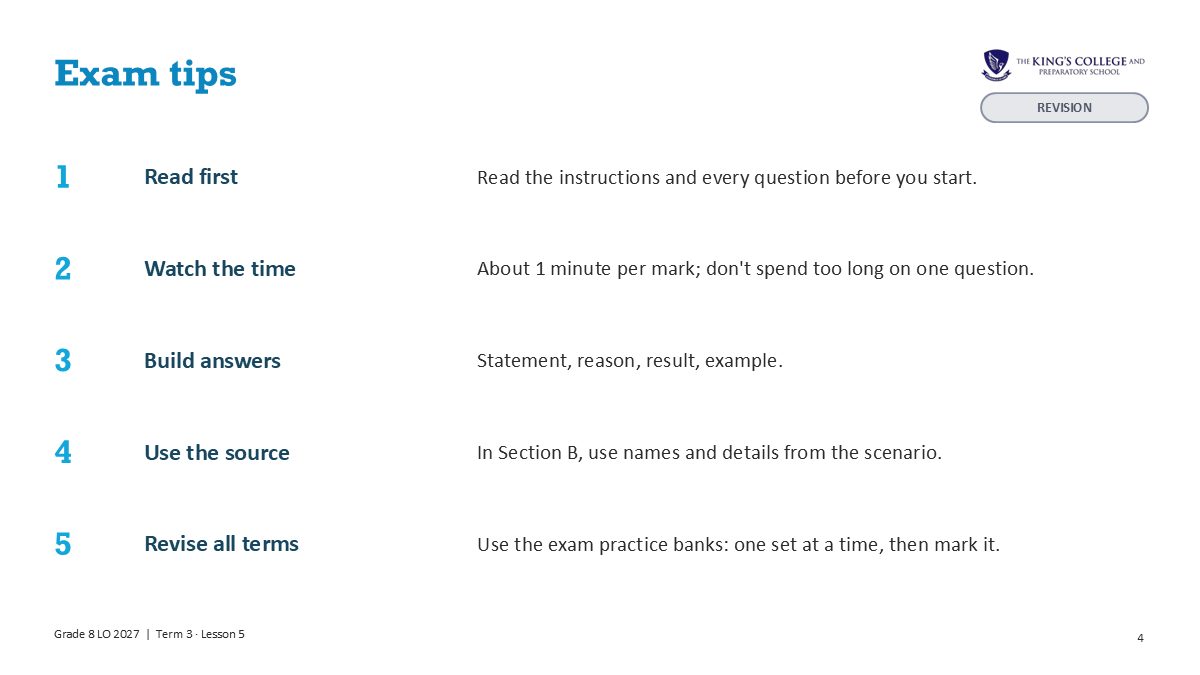 Exam tips
THE KING'S COLLEGE AND
PREPARATORY SCHOOL
REVISION
1 Read first Read the instructions and every question before you start.
2 Watch the time About 1 minute per mark; don't spend too long on one question.
3 Build answers Statement, reason, result, example.
4 Use the source In Section B, use names and details from the scenario.
5 Revise all terms Use the exam practice banks: one set at a time, then mark it.
Grade 8 LO 2027 | Term 3 · Lesson 5
4